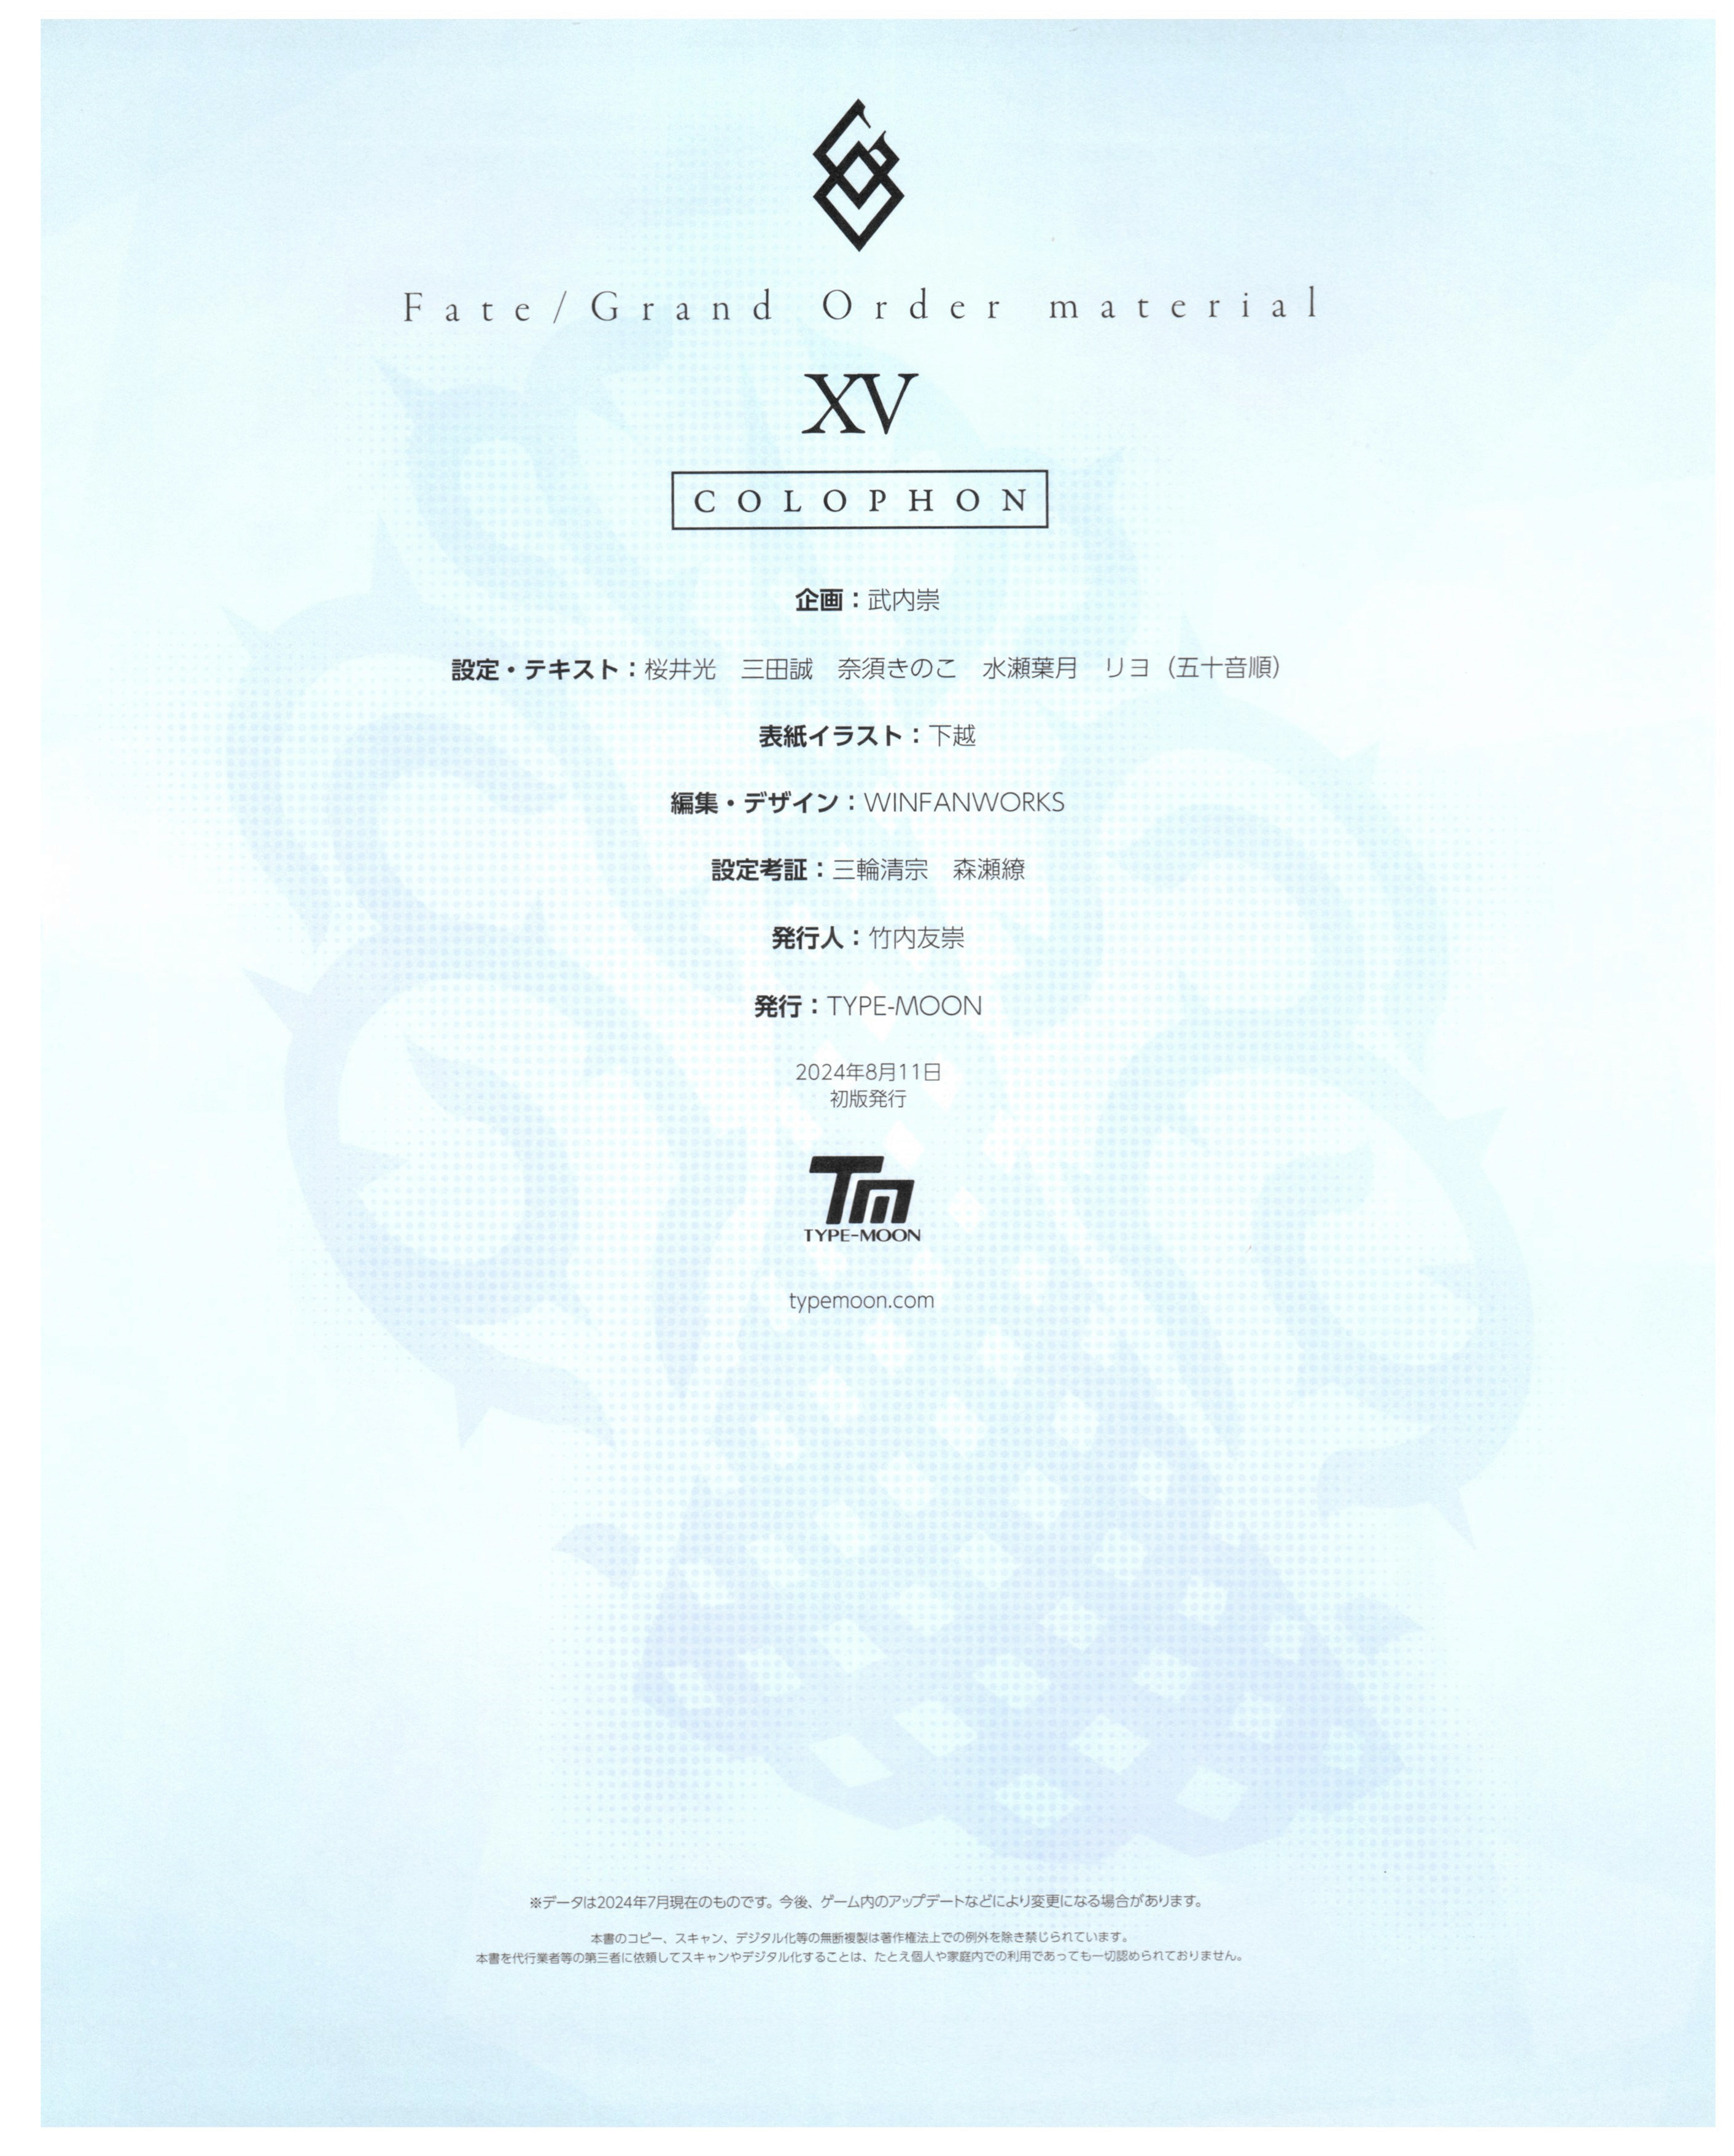 Fate/Grand Order material
XV
COLOPHON
企画：武内崇
設定・テキスト：桜井光　三田誠　奈須きのこ　水瀬葉月　リヨ（五十音順）
表紙イラスト：下越
編集・デザイン：WINFANWORKS
設定考証：三輪清宗　森瀬繚
発行人：竹内友崇
発行：TYPE-MOON
2024年8月11日
初版発行
TM
TYPE-MOON
typemoon.com
※データは2024年7月現在のものです。今後、ゲーム内のアップデートなどにより変更になる場合があります。
本書のコピー、スキャン、デジタル化等の無断複製は著作権法上での例外を除き禁じられています。
本書を代行業者等の第三者に依頼してスキャンやデジタル化することは、たとえ個人や家庭内での利用であっても一切認められておりません。